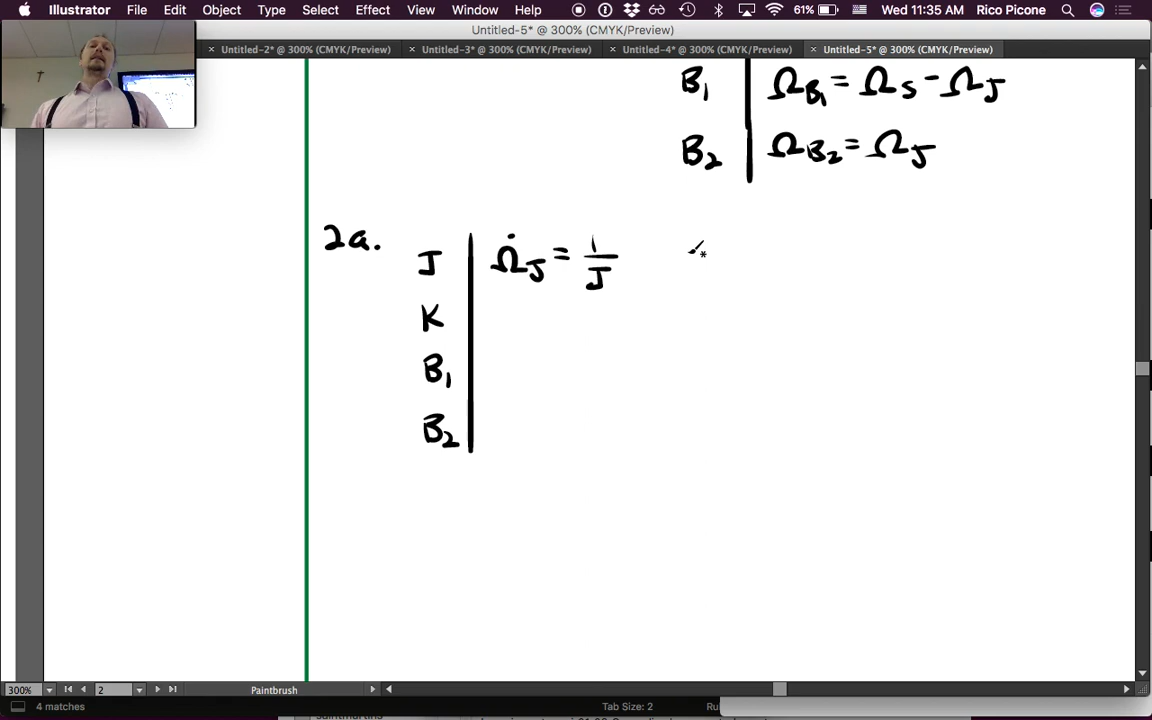 Illustrator File Edit Type Select Effect View Window Help 61% Wed 11:35 AM Rico Picone
Untitled-5* @ 300% (CMYK/Preview)
Untitled-2* @ 300% (CMYK/Preview) Untitled-3* @ 300% (CMYK/Preview) Untitled-4* @ 300% (CMYK/Preview) Untitled-5* @ 300% (CMYK/Preview)
B₁ Ω_B₁ = Ω_S - Ω_J
B₂ Ω_B₂ = Ω_J
2a.
J Ω̇_J = 1/J
K
B₁
B₂
300% 2 Paintbrush
4 matches Tab Size: 2